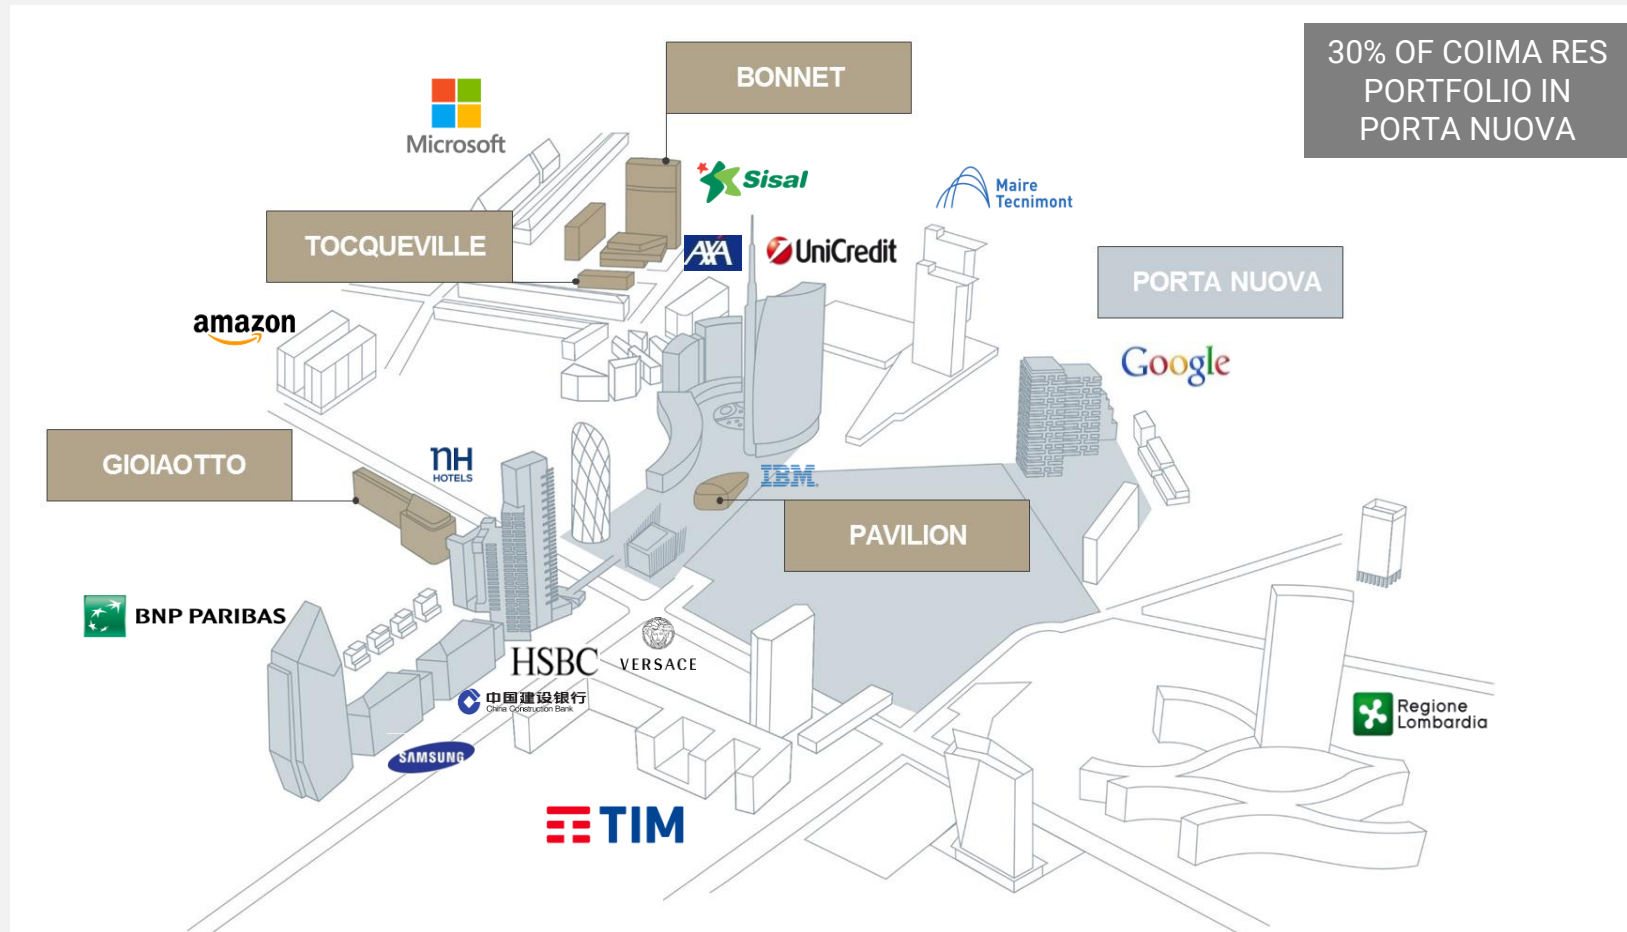 30% OF COIMA RES
PORTFOLIO IN
PORTA NUOVA
BONNET
Microsoft
Sisal
Maire
Tecnimont
TOCQUEVILLE
AXA
UniCredit
PORTA NUOVA
amazon
Google
GIOIAOTTO
nH
HOTELS
IBM
PAVILION
BNP PARIBAS
HSBC
VERSACE
中国建设银行
China Construction Bank
Regione
Lombardia
SAMSUNG
TIM